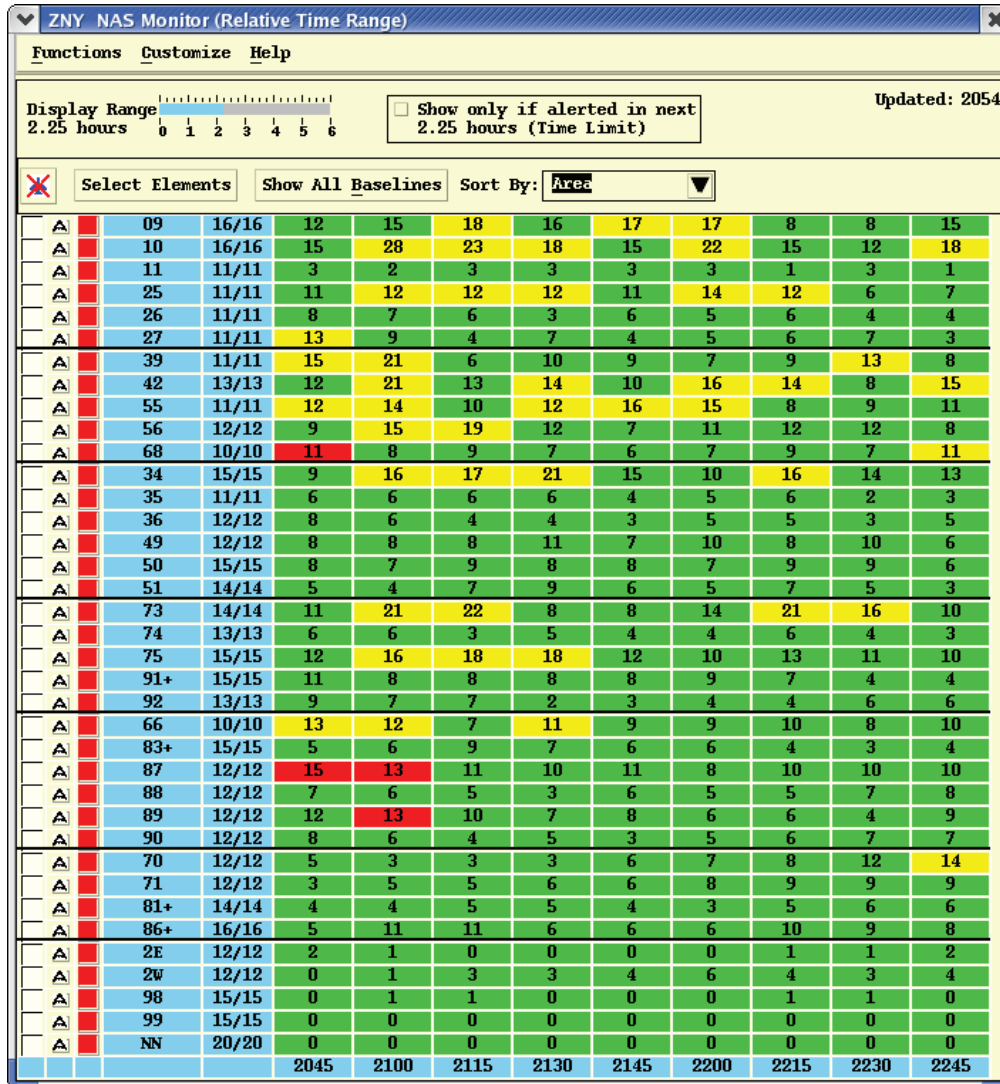 ZNY NAS Monitor (Relative Time Range)
Functions Customize Help
Display Range
2.25 hours
0 1 2 3 4 5 6
Show only if alerted in next
2.25 hours (Time Limit)
Updated: 2054
Select Elements Show All Baselines Sort By: Area
A 09 16/16 12 15 18 16 17 17 8 8 15
A 10 16/16 15 28 23 18 15 22 15 12 18
A 11 11/11 3 2 3 3 3 3 1 3 1
A 25 11/11 11 12 12 12 11 14 12 6 7
A 26 11/11 8 7 6 3 6 5 6 4 4
A 27 11/11 13 9 4 7 4 5 6 7 3
A 39 11/11 15 21 6 10 9 7 9 13 8
A 42 13/13 12 21 13 14 10 16 14 8 15
A 55 11/11 12 14 10 12 16 15 8 9 11
A 56 12/12 9 15 19 12 7 11 12 12 8
A 68 10/10 11 8 9 7 6 7 9 7 11
A 34 15/15 9 16 17 21 15 10 16 14 13
A 35 11/11 6 6 6 6 4 5 6 2 3
A 36 12/12 8 6 4 4 3 5 5 3 5
A 49 12/12 8 8 8 11 7 10 8 10 6
A 50 15/15 8 7 9 8 8 7 9 9 6
A 51 14/14 5 4 7 9 6 5 7 5 3
A 73 14/14 11 21 22 8 8 14 21 16 10
A 74 13/13 6 6 3 5 4 4 6 4 3
A 75 15/15 12 16 18 18 12 10 13 11 10
A 91+ 15/15 11 8 8 8 8 9 7 4 4
A 92 13/13 9 7 7 2 3 4 4 6 6
A 66 10/10 13 12 7 11 9 9 10 8 10
A 83+ 15/15 5 6 9 7 6 6 4 3 4
A 87 12/12 15 13 11 10 11 8 10 10 10
A 88 12/12 7 6 5 3 6 5 5 7 8
A 89 12/12 12 13 10 7 8 6 6 4 9
A 90 12/12 8 6 4 5 3 5 6 7 7
A 70 12/12 5 3 3 3 6 7 8 12 14
A 71 12/12 3 5 5 6 6 8 9 9 9
A 81+ 14/14 4 4 5 5 4 3 5 6 6
A 86+ 16/16 5 11 11 6 6 6 10 9 8
A 2E 12/12 2 1 0 0 0 0 1 1 2
A 2W 12/12 0 1 3 3 4 6 4 3 4
A 98 15/15 0 1 1 0 0 0 1 1 0
A 99 15/15 0 0 0 0 0 0 0 0 0
A NN 20/20 0 0 0 0 0 0 0 0 0
2045 2100 2115 2130 2145 2200 2215 2230 2245